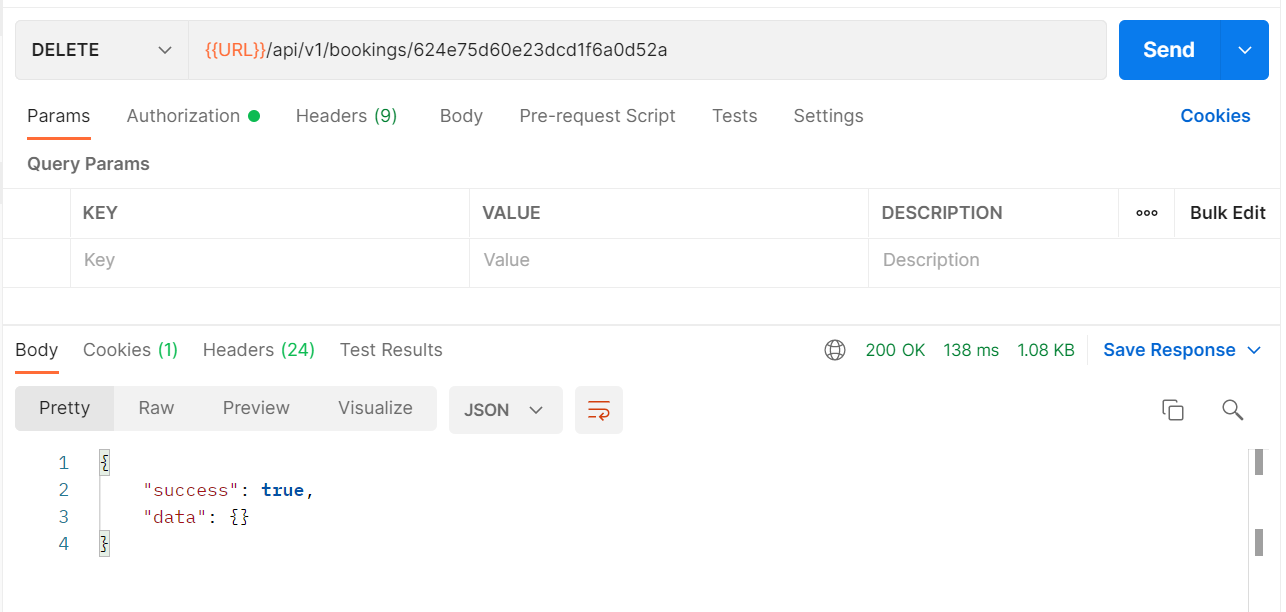 DELETE {{URL}}/api/v1/bookings/624e75d60e23dcd1f6a0d52a Send
Params Authorization Headers (9) Body Pre-request Script Tests Settings Cookies
Query Params
KEY VALUE DESCRIPTION ooo Bulk Edit
Key Value Description
Body Cookies (1) Headers (24) Test Results 200 OK 138 ms 1.08 KB Save Response
Pretty Raw Preview Visualize JSON
1 {
2 "success": true,
3 "data": {}
4 }